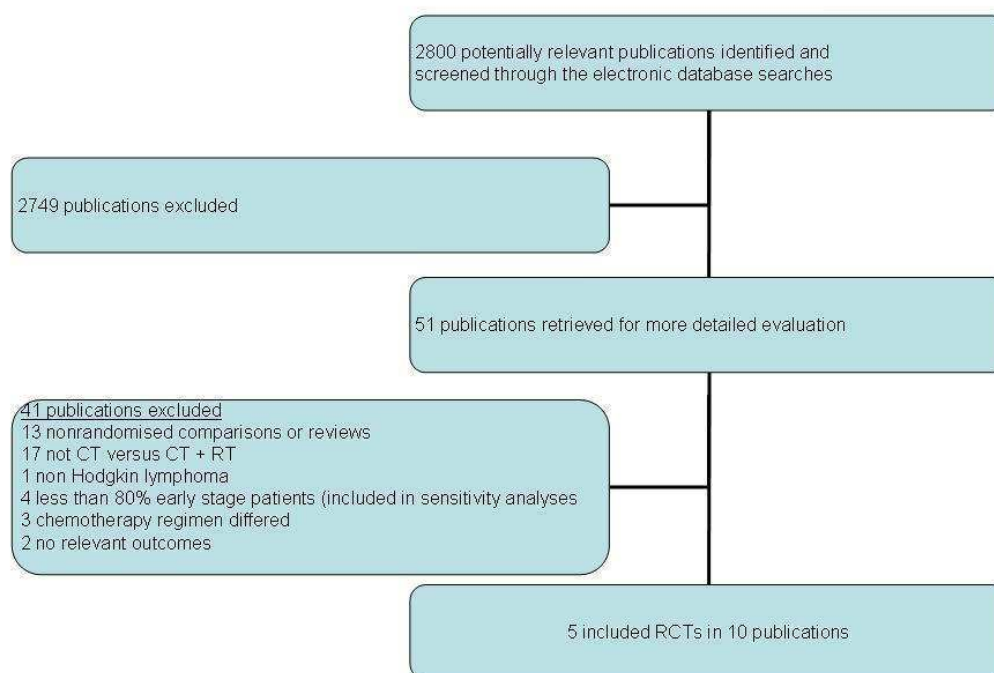 2800 potentially relevant publications identified and
screened through the electronic database searches
2749 publications excluded
51 publications retrieved for more detailed evaluation
41 publications excluded
13 nonrandomised comparisons or reviews
17 not CT versus CT + RT
1 non Hodgkin lymphoma
4 less than 80% early stage patients (included in sensitivity analyses
3 chemotherapy regimen differed
2 no relevant outcomes
5 included RCTs in 10 publications